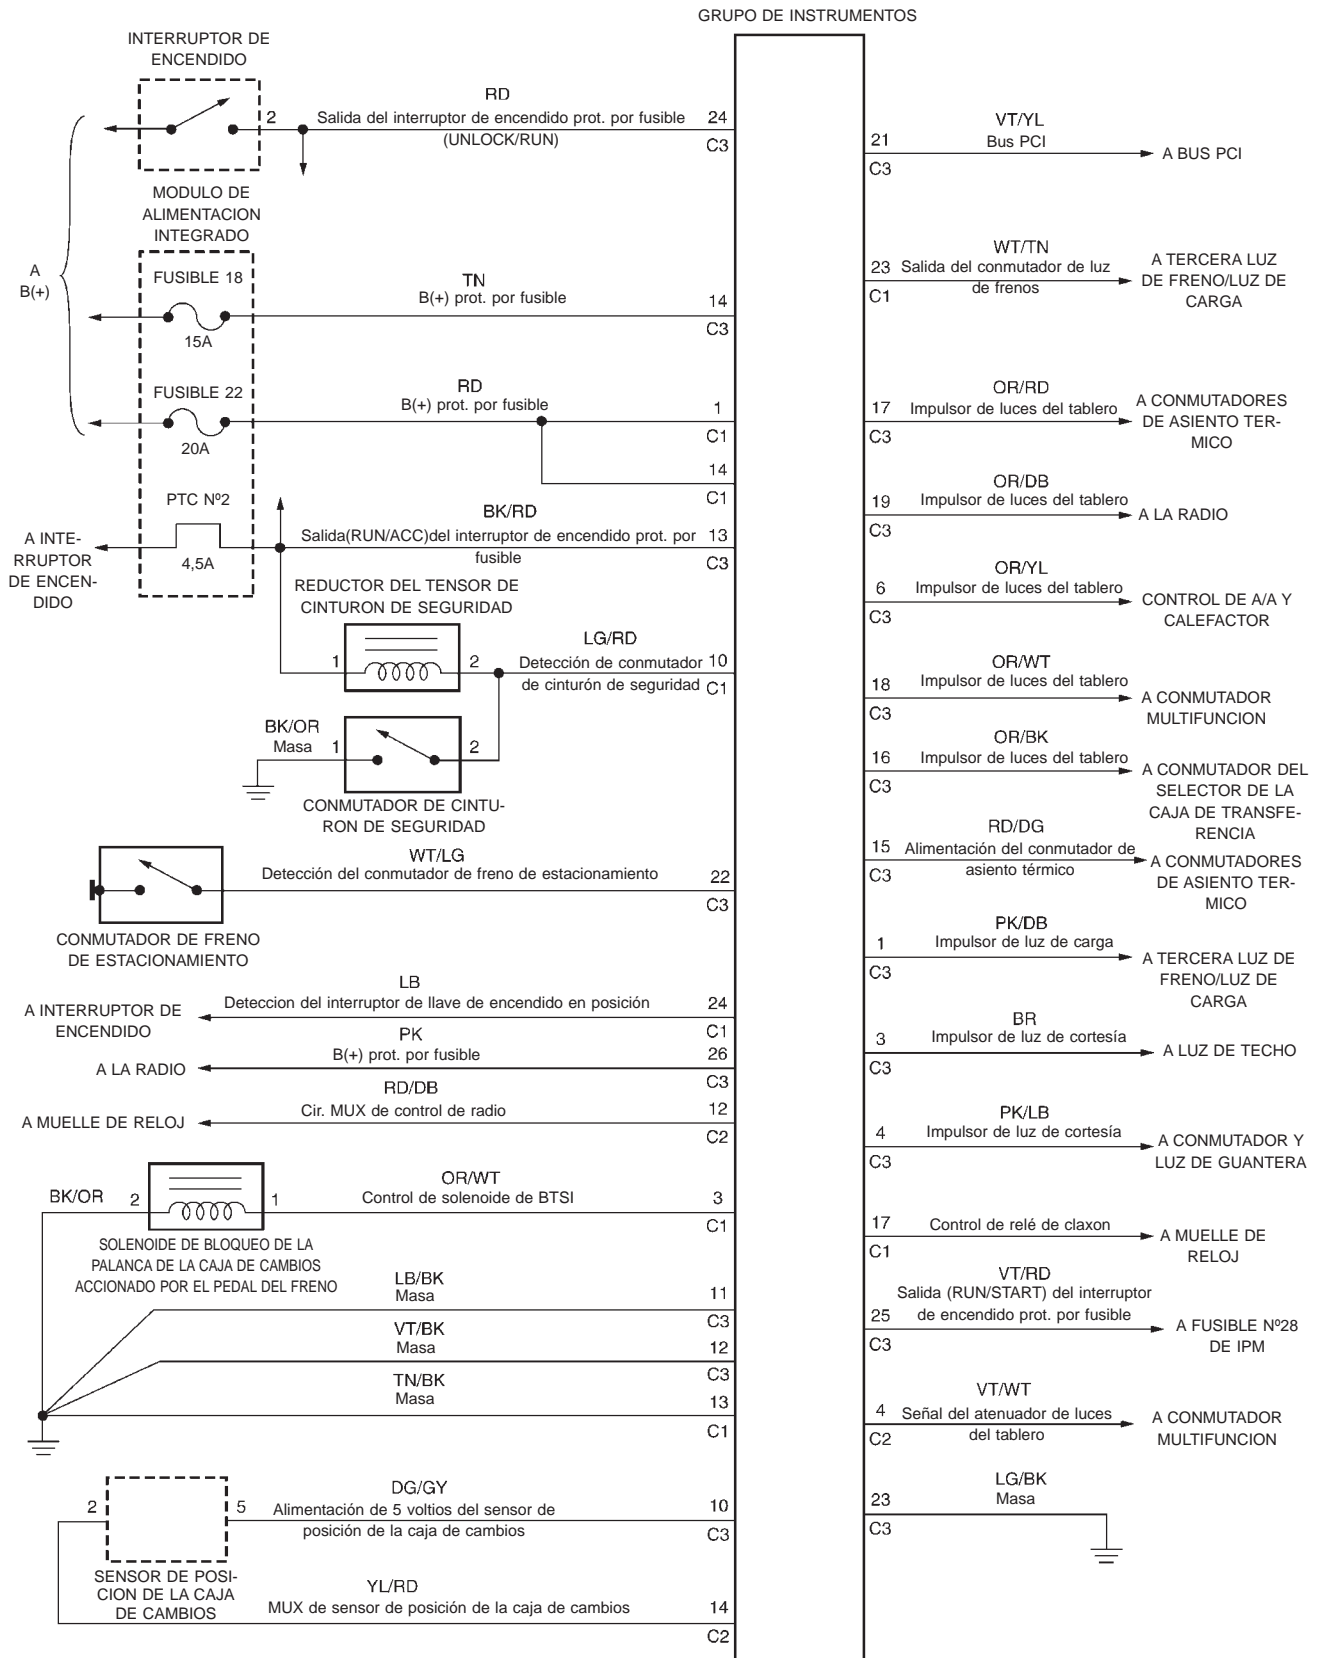 GRUPO DE INSTRUMENTOS
INTERRUPTOR DE
ENCENDIDO
2
RD
Salida del interruptor de encendido prot. por fusible
(UNLOCK/RUN)
24
C3
MODULO DE
ALIMENTACION
INTEGRADO
A
B(+)
FUSIBLE 18
15A
TN
B(+) prot. por fusible
14
C3
FUSIBLE 22
20A
RD
B(+) prot. por fusible
1
C1
14
C1
PTC Nº2
4,5A
A INTE-
RRUPTOR
DE ENCEN-
DIDO
BK/RD
Salida(RUN/ACC)del interruptor de encendido prot. por
fusible
13
C3
REDUCTOR DEL TENSOR DE
CINTURON DE SEGURIDAD
1
2
LG/RD
Detección de conmutador
de cinturón de seguridad
10
C1
BK/OR
Masa
1
2
CONMUTADOR DE CINTU-
RON DE SEGURIDAD
WT/LG
Detección del conmutador de freno de estacionamiento
22
C3
CONMUTADOR DE FRENO
DE ESTACIONAMIENTO
LB
Deteccion del interruptor de llave de encendido en posición
24
C1
A INTERRUPTOR DE
ENCENDIDO
PK
B(+) prot. por fusible
26
C3
A LA RADIO
RD/DB
Cir. MUX de control de radio
12
C2
A MUELLE DE RELOJ
BK/OR
2
1
OR/WT
Control de solenoide de BTSI
3
C1
SOLENOIDE DE BLOQUEO DE LA
PALANCA DE LA CAJA DE CAMBIOS
ACCIONADO POR EL PEDAL DEL FRENO
LB/BK
Masa
11
C3
VT/BK
Masa
12
C3
TN/BK
Masa
13
C1
2
5
DG/GY
Alimentación de 5 voltios del sensor de
posición de la caja de cambios
10
C3
SENSOR DE POSI-
CION DE LA CAJA
DE CAMBIOS
YL/RD
MUX de sensor de posición de la caja de cambios
14
C2
VT/YL
21
Bus PCI
C3
A BUS PCI
WT/TN
23
Salida del conmutador de luz
de frenos
C1
A TERCERA LUZ
DE FRENO/LUZ DE
CARGA
OR/RD
17
Impulsor de luces del tablero
C3
A CONMUTADORES
DE ASIENTO TER-
MICO
OR/DB
19
Impulsor de luces del tablero
C3
A LA RADIO
OR/YL
6
Impulsor de luces del tablero
C3
CONTROL DE A/A Y
CALEFACTOR
OR/WT
18
Impulsor de luces del tablero
C3
A CONMUTADOR
MULTIFUNCION
OR/BK
16
Impulsor de luces del tablero
C3
A CONMUTADOR DEL
SELECTOR DE LA
CAJA DE TRANSFE-
RENCIA
RD/DG
15
Alimentación del conmutador de
asiento térmico
C3
A CONMUTADORES
DE ASIENTO TER-
MICO
PK/DB
1
Impulsor de luz de carga
C3
A TERCERA LUZ DE
FRENO/LUZ DE
CARGA
BR
3
Impulsor de luz de cortesía
C3
A LUZ DE TECHO
PK/LB
4
Impulsor de luz de cortesía
C3
A CONMUTADOR Y
LUZ DE GUANTERA
17
Control de relé de claxon
C1
A MUELLE DE
RELOJ
VT/RD
Salida (RUN/START) del interruptor
25
de encendido prot. por fusible
C3
A FUSIBLE Nº28
DE IPM
VT/WT
4
Señal del atenuador de luces
del tablero
C2
A CONMUTADOR
MULTIFUNCION
LG/BK
23
Masa
C3